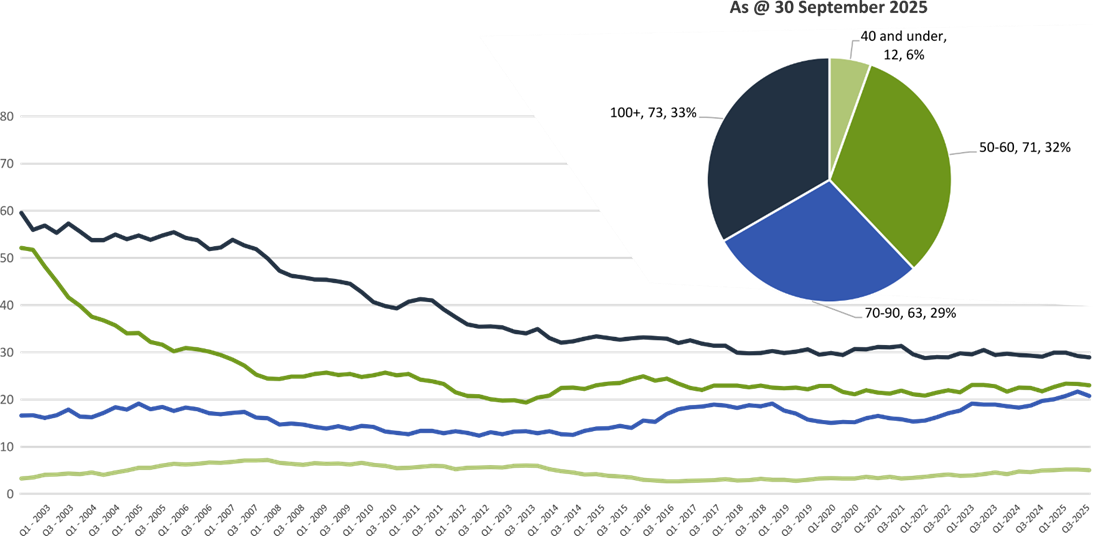 As @ 30 September 2025
40 and under,
12, 6%
100+, 73, 33%
50-60, 71, 32%
70-90, 63, 29%
80
70
60
50
40
30
20
10
0
Q1 - 2003
Q3 - 2003
Q1 - 2004
Q3 - 2004
Q1 - 2005
Q3 - 2005
Q1 - 2006
Q3 - 2006
Q1 - 2007
Q3 - 2007
Q1 - 2008
Q3 - 2008
Q1 - 2009
Q3 - 2009
Q1 - 2010
Q3 - 2010
Q1 - 2011
Q3 - 2011
Q1 - 2012
Q3 - 2012
Q1 - 2013
Q3 - 2013
Q1 - 2014
Q3 - 2014
Q1 - 2015
Q3 - 2015
Q1 - 2016
Q3 - 2016
Q1 - 2017
Q3 - 2017
Q1 - 2018
Q3 - 2018
Q1 - 2019
Q3 - 2019
Q1 -2020
Q3-2020
Q1-2021
Q3-2021
Q1-2022
Q3-2022
Q1-2023
Q3-2023
Q1-2024
Q3-2024
Q1-2025
Q3-2025